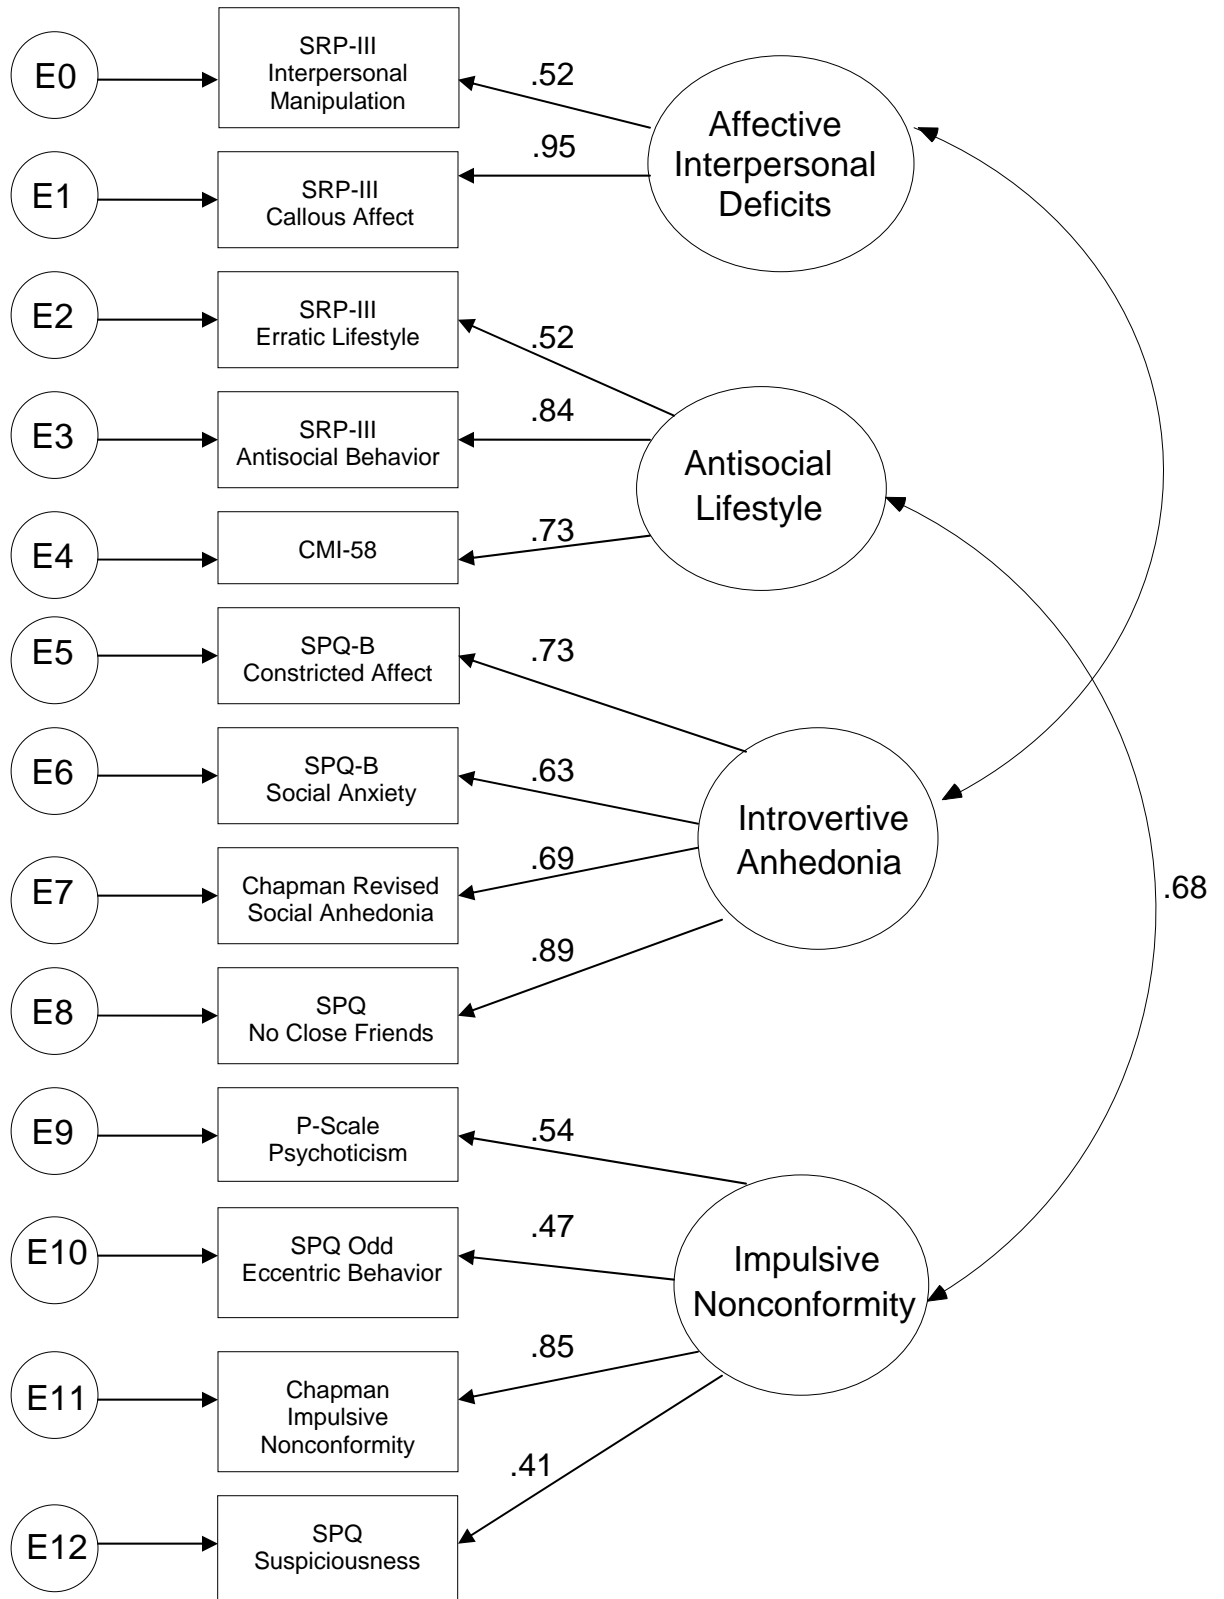 E0
SRP-III
Interpersonal
Manipulation
.52
Affective
Interpersonal
Deficits
E1
SRP-III
Callous Affect
.95
E2
SRP-III
Erratic Lifestyle
.52
E3
SRP-III
Antisocial Behavior
.84
Antisocial
Lifestyle
E4
CMI-58
.73
E5
SPQ-B
Constricted Affect
.73
E6
SPQ-B
Social Anxiety
.63
Introvertive
Anhedonia
E7
Chapman Revised
Social Anhedonia
.69
.68
E8
SPQ
No Close Friends
.89
E9
P-Scale
Psychoticism
.54
E10
SPQ Odd
Eccentric Behavior
.47
Impulsive
Nonconformity
E11
Chapman
Impulsive
Nonconformity
.85
E12
SPQ
Suspiciousness
.41